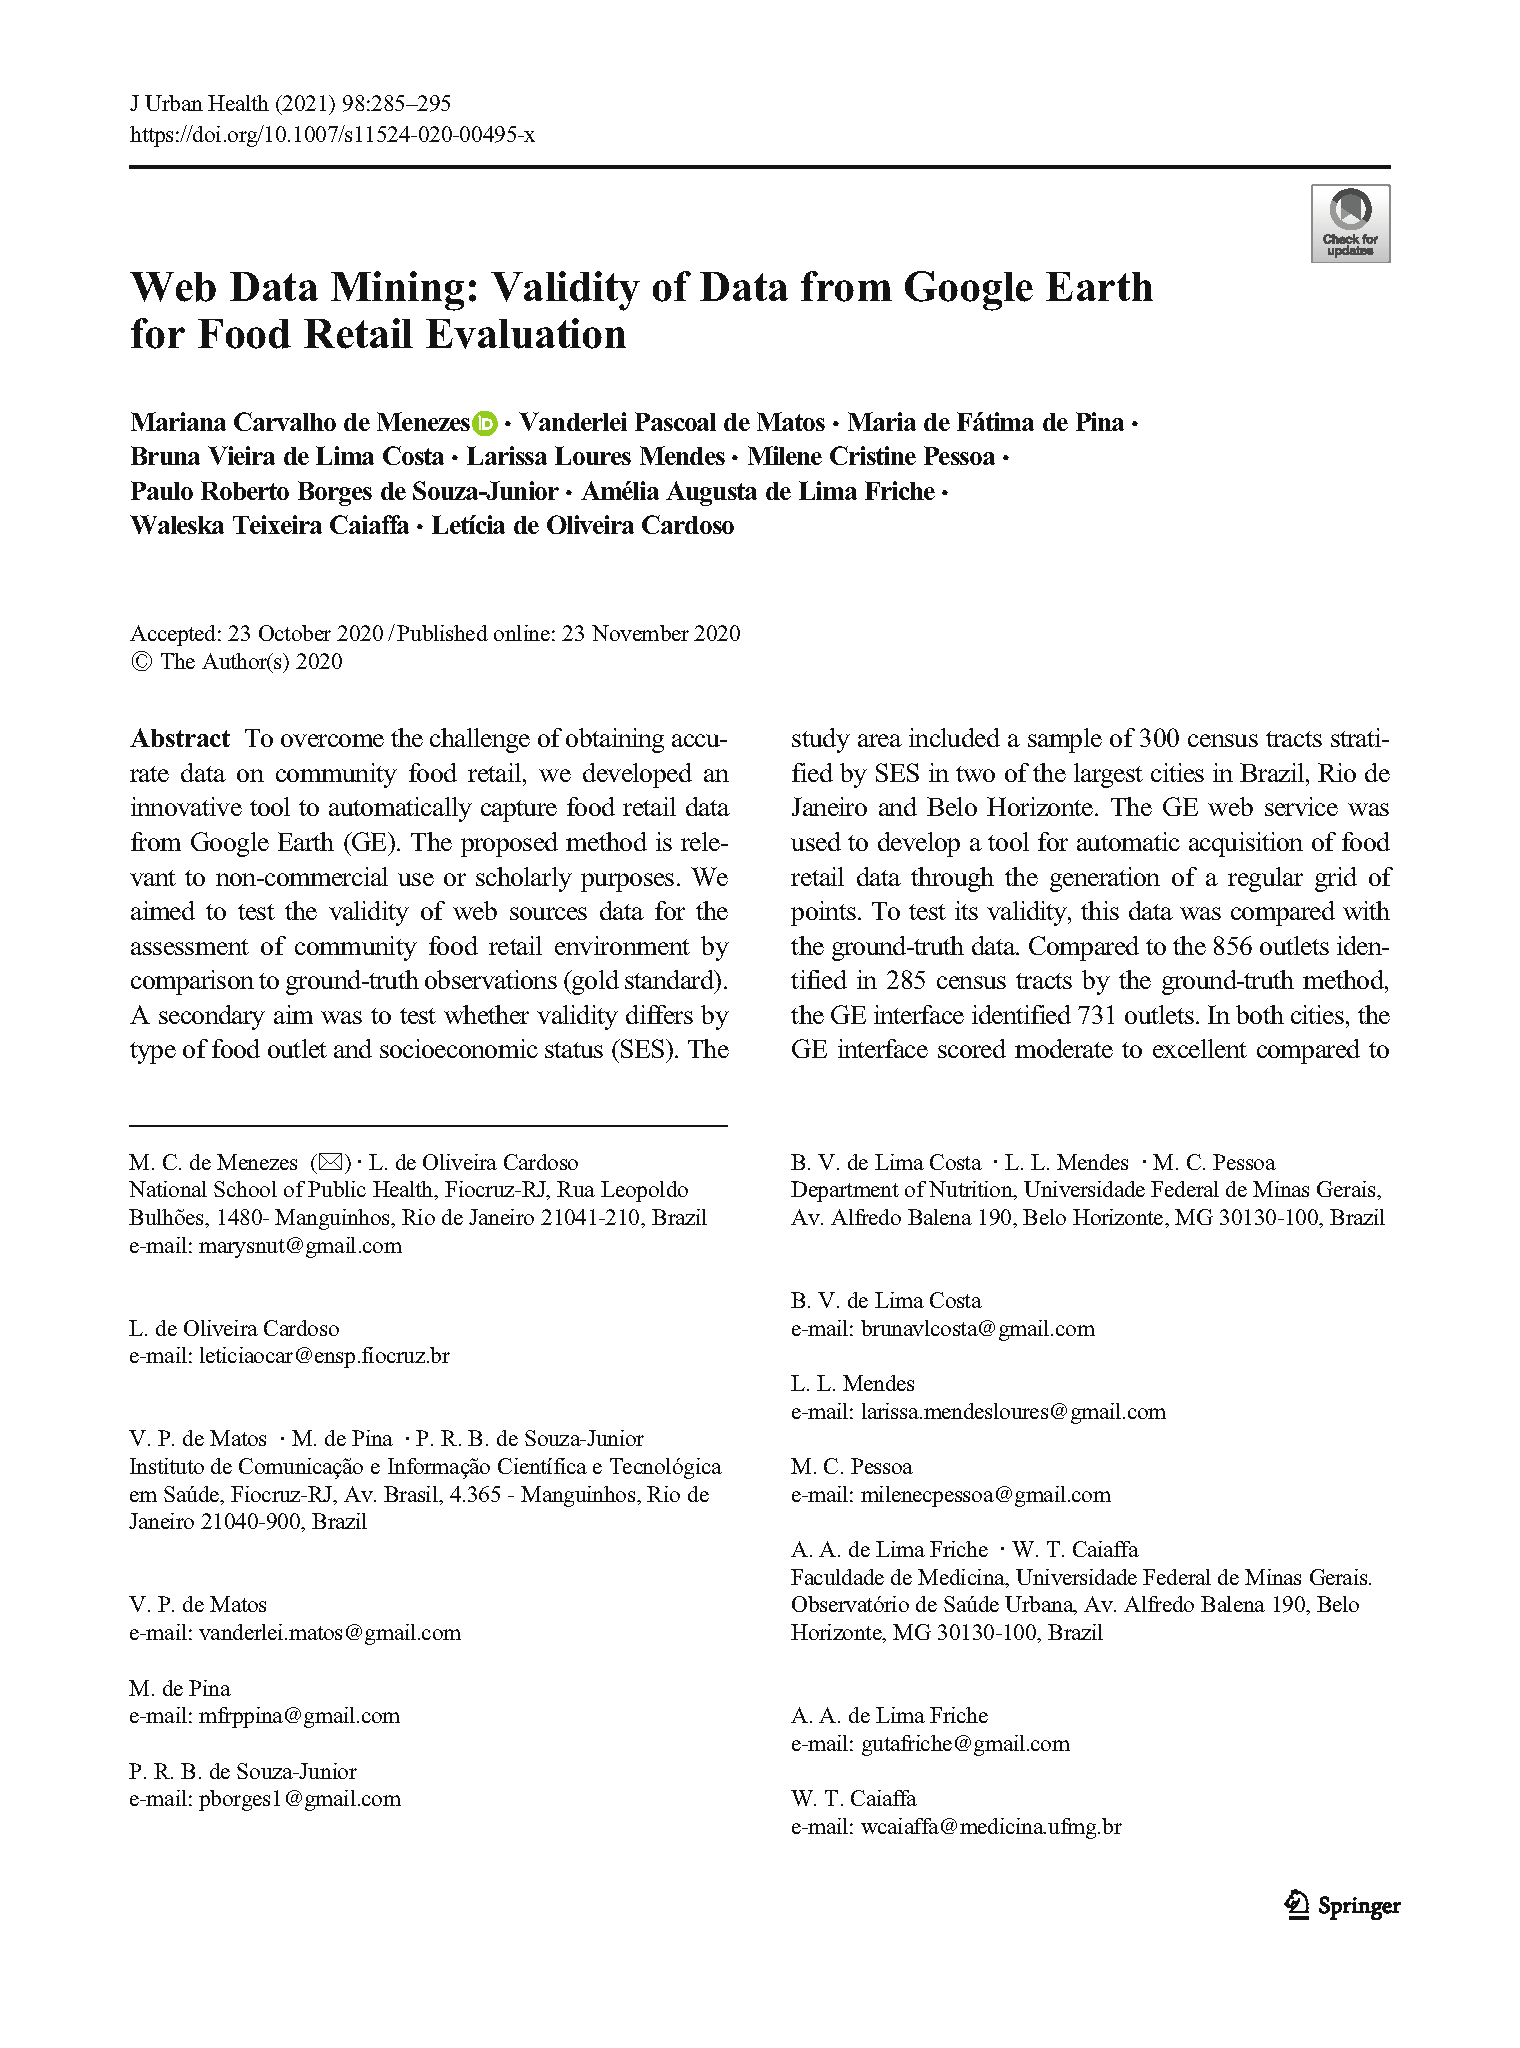 J Urban Health (2021) 98:285–295
https://doi.org/10.1007/s11524-020-00495-x
Check for
updates
Web Data Mining: Validity of Data from Google Earth
for Food Retail Evaluation
Mariana Carvalho de Menezes iD · Vanderlei Pascoal de Matos · Maria de Fátima de Pina ·
Bruna Vieira de Lima Costa · Larissa Loures Mendes · Milene Cristine Pessoa ·
Paulo Roberto Borges de Souza-Junior · Amélia Augusta de Lima Friche ·
Waleska Teixeira Caiaffa · Letícia de Oliveira Cardoso
Accepted: 23 October 2020 / Published online: 23 November 2020
© The Author(s) 2020
Abstract To overcome the challenge of obtaining accu-
rate data on community food retail, we developed an
innovative tool to automatically capture food retail data
from Google Earth (GE). The proposed method is rele-
vant to non-commercial use or scholarly purposes. We
aimed to test the validity of web sources data for the
assessment of community food retail environment by
comparison to ground-truth observations (gold standard).
A secondary aim was to test whether validity differs by
type of food outlet and socioeconomic status (SES). The
study area included a sample of 300 census tracts strati-
fied by SES in two of the largest cities in Brazil, Rio de
Janeiro and Belo Horizonte. The GE web service was
used to develop a tool for automatic acquisition of food
retail data through the generation of a regular grid of
points. To test its validity, this data was compared with
the ground-truth data. Compared to the 856 outlets iden-
tified in 285 census tracts by the ground-truth method,
the GE interface identified 731 outlets. In both cities, the
GE interface scored moderate to excellent compared to
M. C. de Menezes (✉) · L. de Oliveira Cardoso
National School of Public Health, Fiocruz-RJ, Rua Leopoldo
Bulhões, 1480- Manguinhos, Rio de Janeiro 21041-210, Brazil
e-mail: marysnut@gmail.com
L. de Oliveira Cardoso
e-mail: leticiaocar@ensp.fiocruz.br
V. P. de Matos · M. de Pina · P. R. B. de Souza-Junior
Instituto de Comunicação e Informação Científica e Tecnológica
em Saúde, Fiocruz-RJ, Av. Brasil, 4.365 - Manguinhos, Rio de
Janeiro 21040-900, Brazil
V. P. de Matos
e-mail: vanderlei.matos@gmail.com
M. de Pina
e-mail: mfrppina@gmail.com
P. R. B. de Souza-Junior
e-mail: pborges1@gmail.com
B. V. de Lima Costa · L. L. Mendes · M. C. Pessoa
Department of Nutrition, Universidade Federal de Minas Gerais,
Av. Alfredo Balena 190, Belo Horizonte, MG 30130-100, Brazil
B. V. de Lima Costa
e-mail: brunavlcosta@gmail.com
L. L. Mendes
e-mail: larissa.mendesloures@gmail.com
M. C. Pessoa
e-mail: milenecpessoa@gmail.com
A. A. de Lima Friche · W. T. Caiaffa
Faculdade de Medicina, Universidade Federal de Minas Gerais.
Observatório de Saúde Urbana, Av. Alfredo Balena 190, Belo
Horizonte, MG 30130-100, Brazil
A. A. de Lima Friche
e-mail: gutafriche@gmail.com
W. T. Caiaffa
e-mail: wcaiaffa@medicina.ufmg.br
Springer